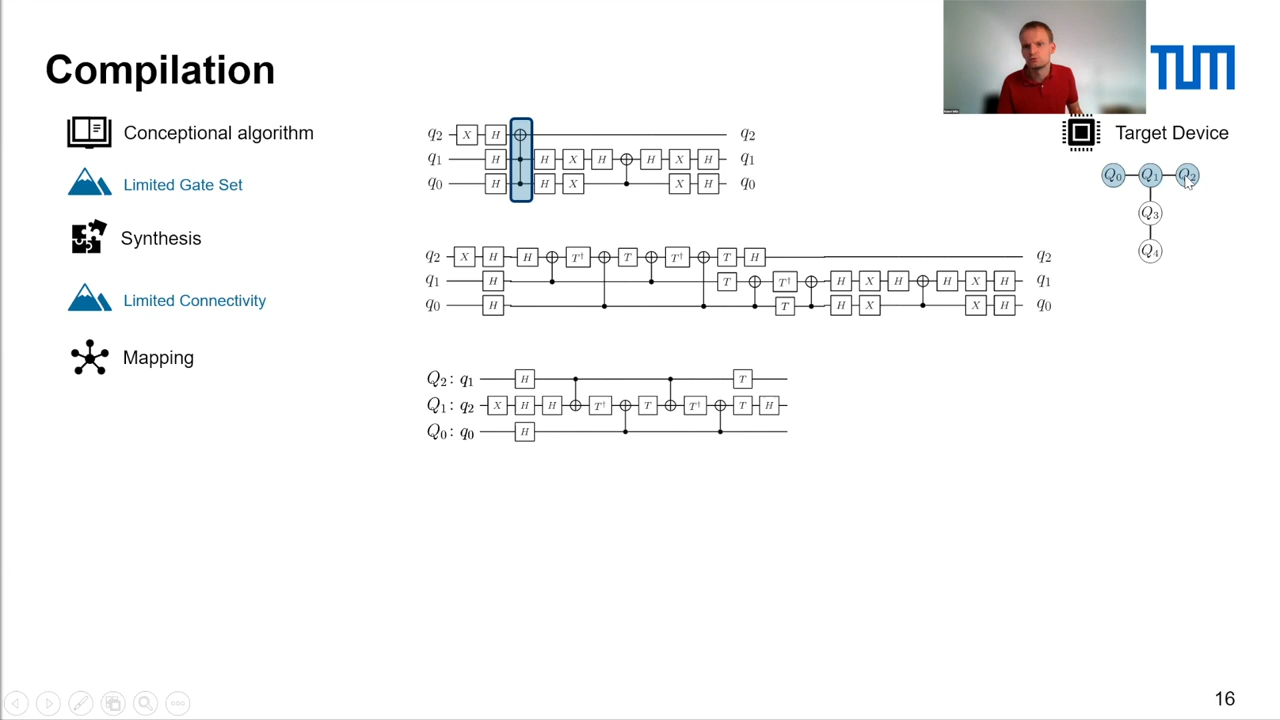 Compilation
TUM
Conceptional algorithm
Limited Gate Set
Synthesis
Limited Connectivity
Mapping
Target Device
Q₀ Q₁ Q₂
Q₃
Q₄
q₂ X H q₂
q₁ H H X H H X H q₁
q₀ H H X X H q₀
q₂ X H H T† T T† T H q₂
q₁ H T T† H X H H X H q₁
q₀ H T H X X H q₀
Q₂: q₁ H T
Q₁: q₂ X H H T† T T† T H
Q₀: q₀ H
16